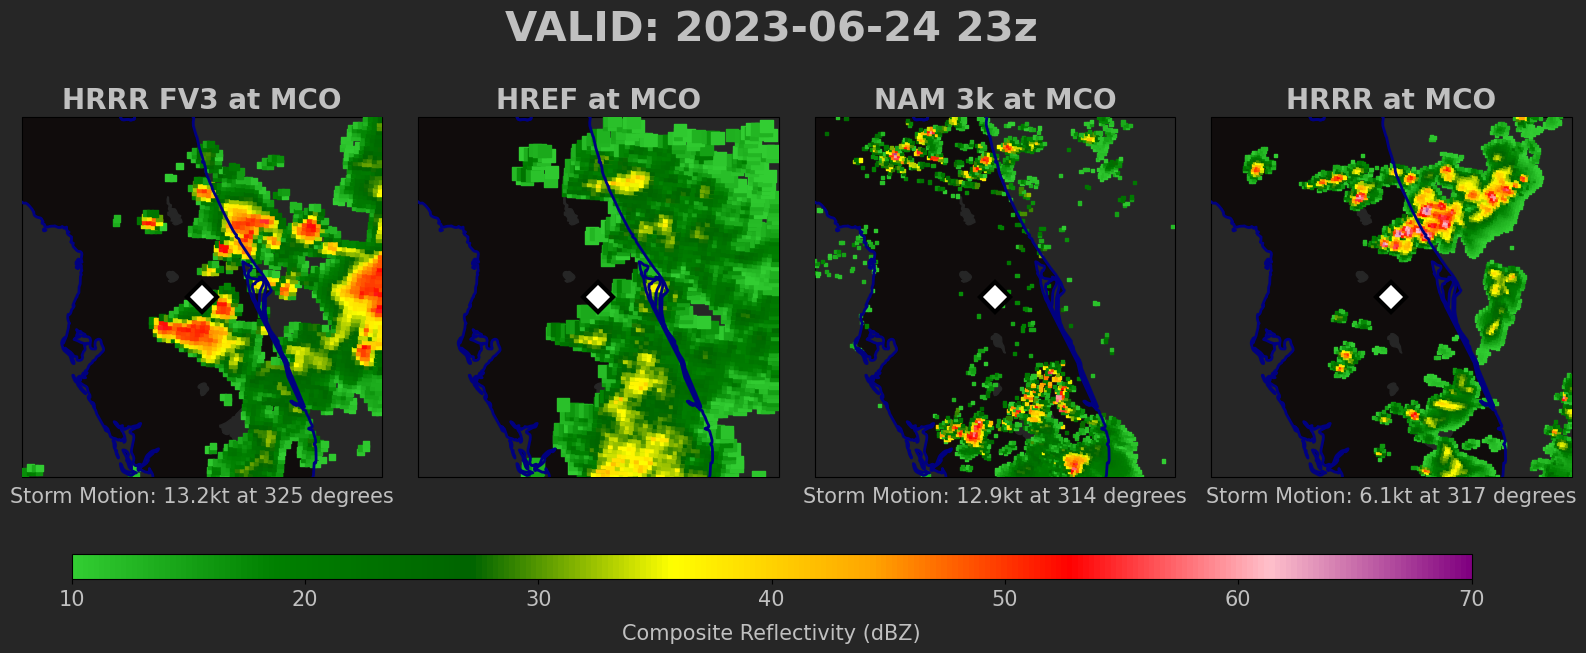 VALID: 2023-06-24 23z
HRRR FV3 at MCO
HREF at MCO
NAM 3k at MCO
HRRR at MCO
Storm Motion: 13.2kt at 325 degrees
Storm Motion: 12.9kt at 314 degrees
Storm Motion: 6.1kt at 317 degrees
10 20 30 40 50 60 70
Composite Reflectivity (dBZ)